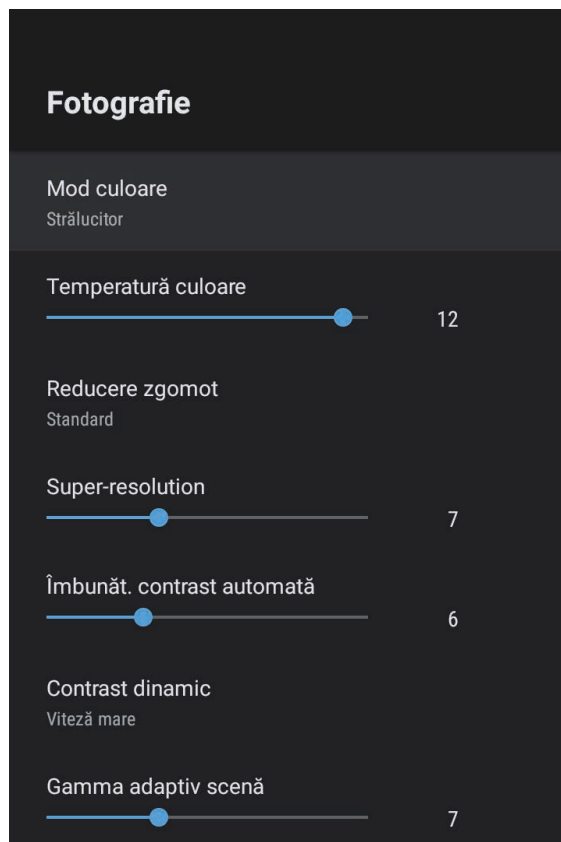 Fotografie
Mod culoare
Strălucitor
Temperatură culoare
12
Reducere zgomot
Standard
Super-resolution
7
Îmbunăt. contrast automată
6
Contrast dinamic
Viteză mare
Gamma adaptiv scenă
7